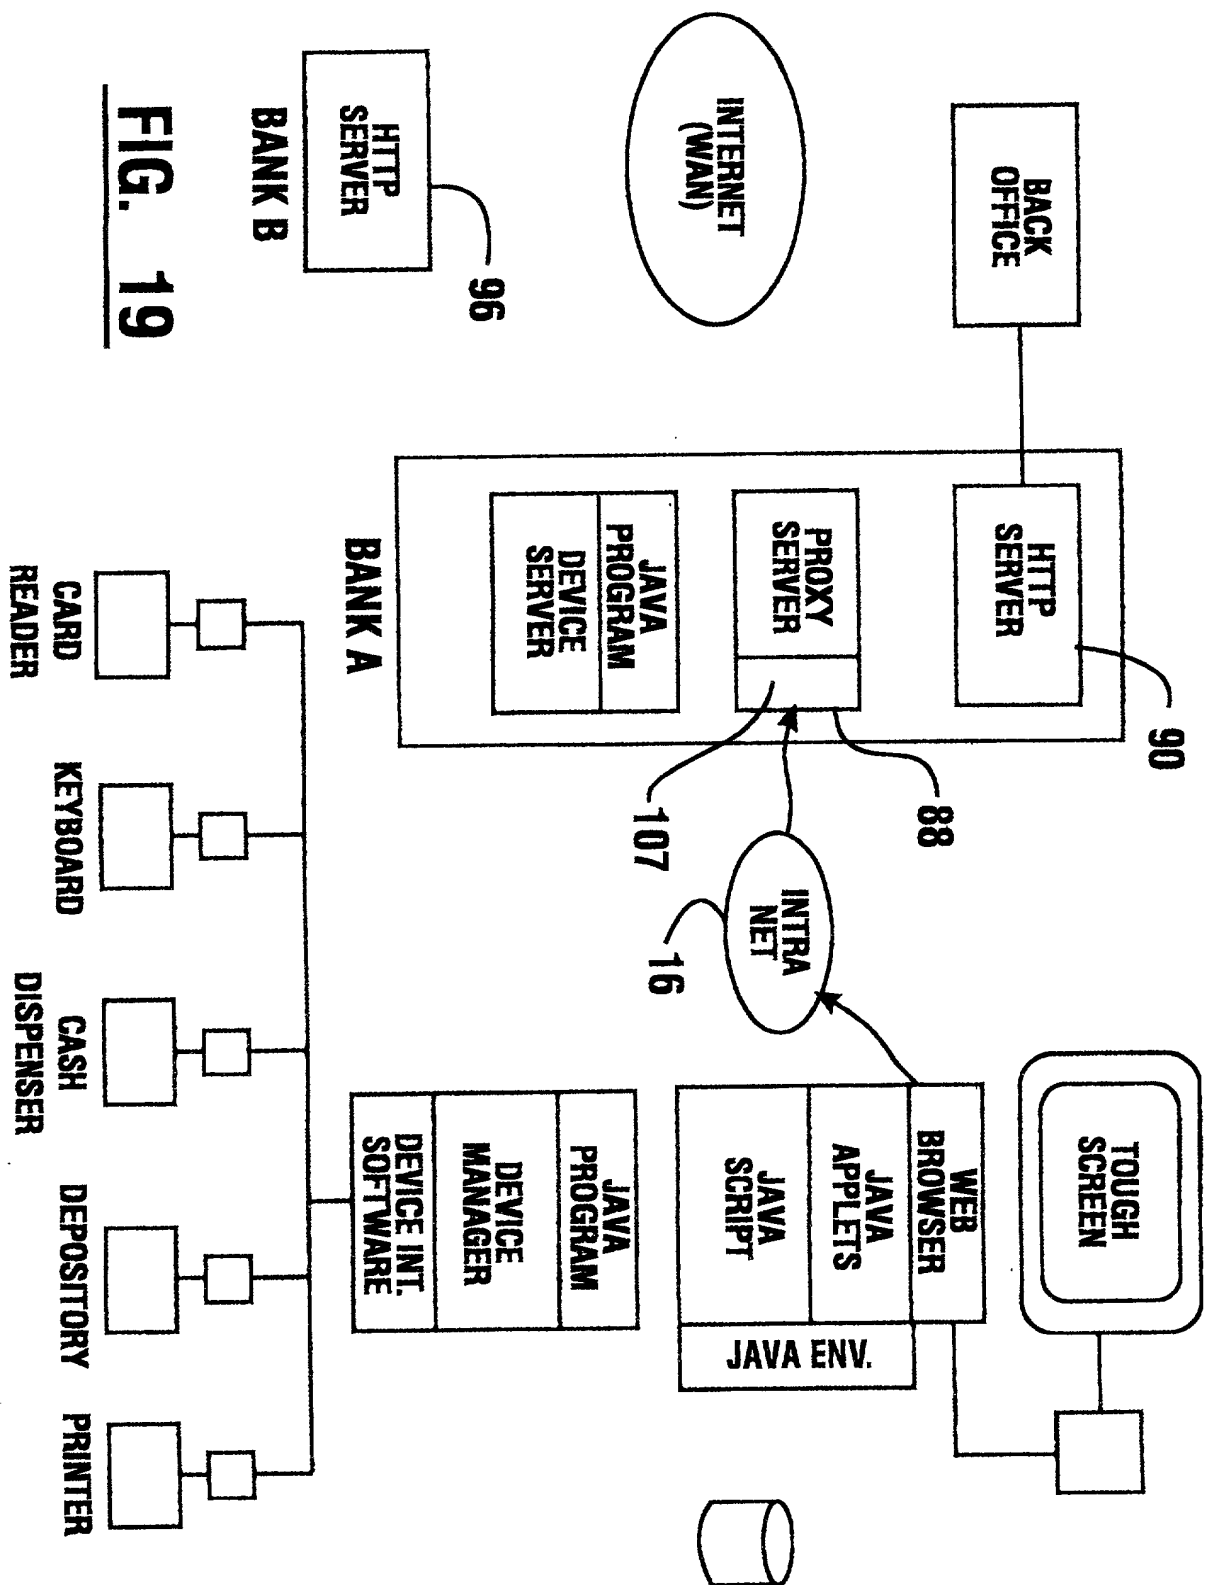 BACK
OFFICE
HTTP
SERVER
90
TOUGH
SCREEN
INTERNET
(WAN)
PROXY
SERVER
88
107
INTRA
NET
16
WEB
BROWSER
JAVA
APPLETS
JAVA
SCRIPT
JAVA ENV.
JAVA
PROGRAM
DEVICE
SERVER
BANK A
HTTP
SERVER
96
BANK B
JAVA
PROGRAM
DEVICE
MANAGER
DEVICE INT.
SOFTWARE
CARD
READER
KEYBOARD
CASH
DISPENSER
DEPOSITORY
PRINTER
FIG. 19